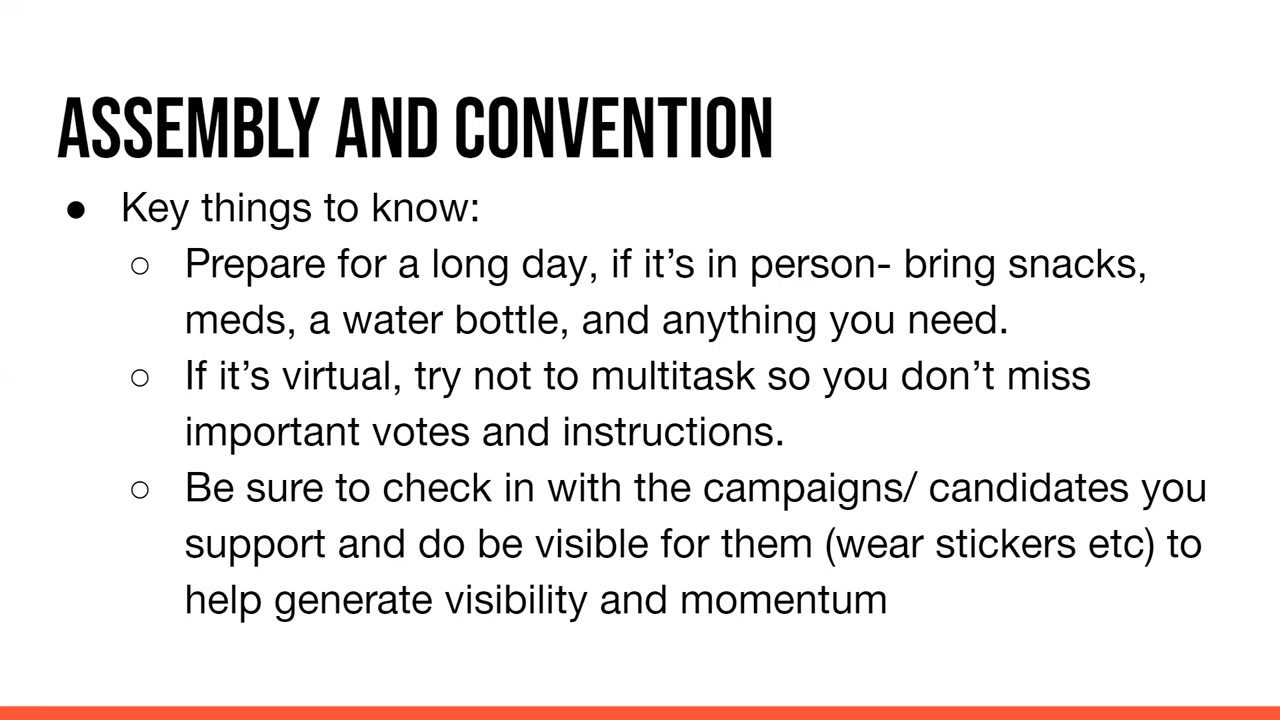 ASSEMBLY AND CONVENTION
● Key things to know:
○ Prepare for a long day, if it’s in person- bring snacks,
meds, a water bottle, and anything you need.
○ If it’s virtual, try not to multitask so you don’t miss
important votes and instructions.
○ Be sure to check in with the campaigns/ candidates you
support and do be visible for them (wear stickers etc) to
help generate visibility and momentum